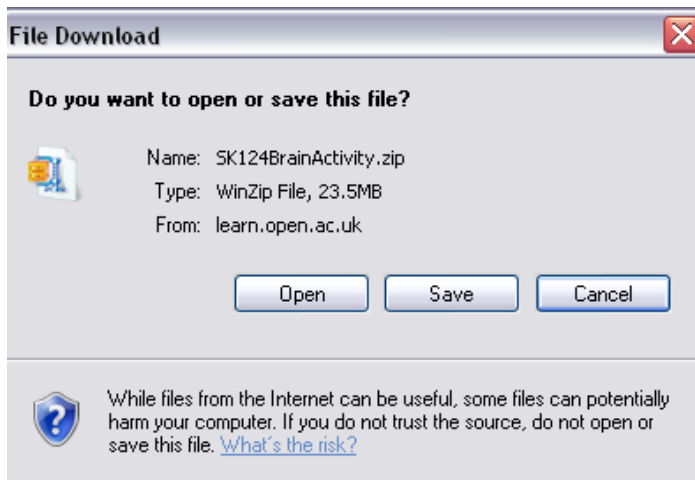 File Download
Do you want to open or save this file?
Name: SK124BrainActivity.zip
Type: WinZip File, 23.5MB
From: learn.open.ac.uk
Open Save Cancel
While files from the Internet can be useful, some files can potentially
harm your computer. If you do not trust the source, do not open or
save this file. What's the risk?